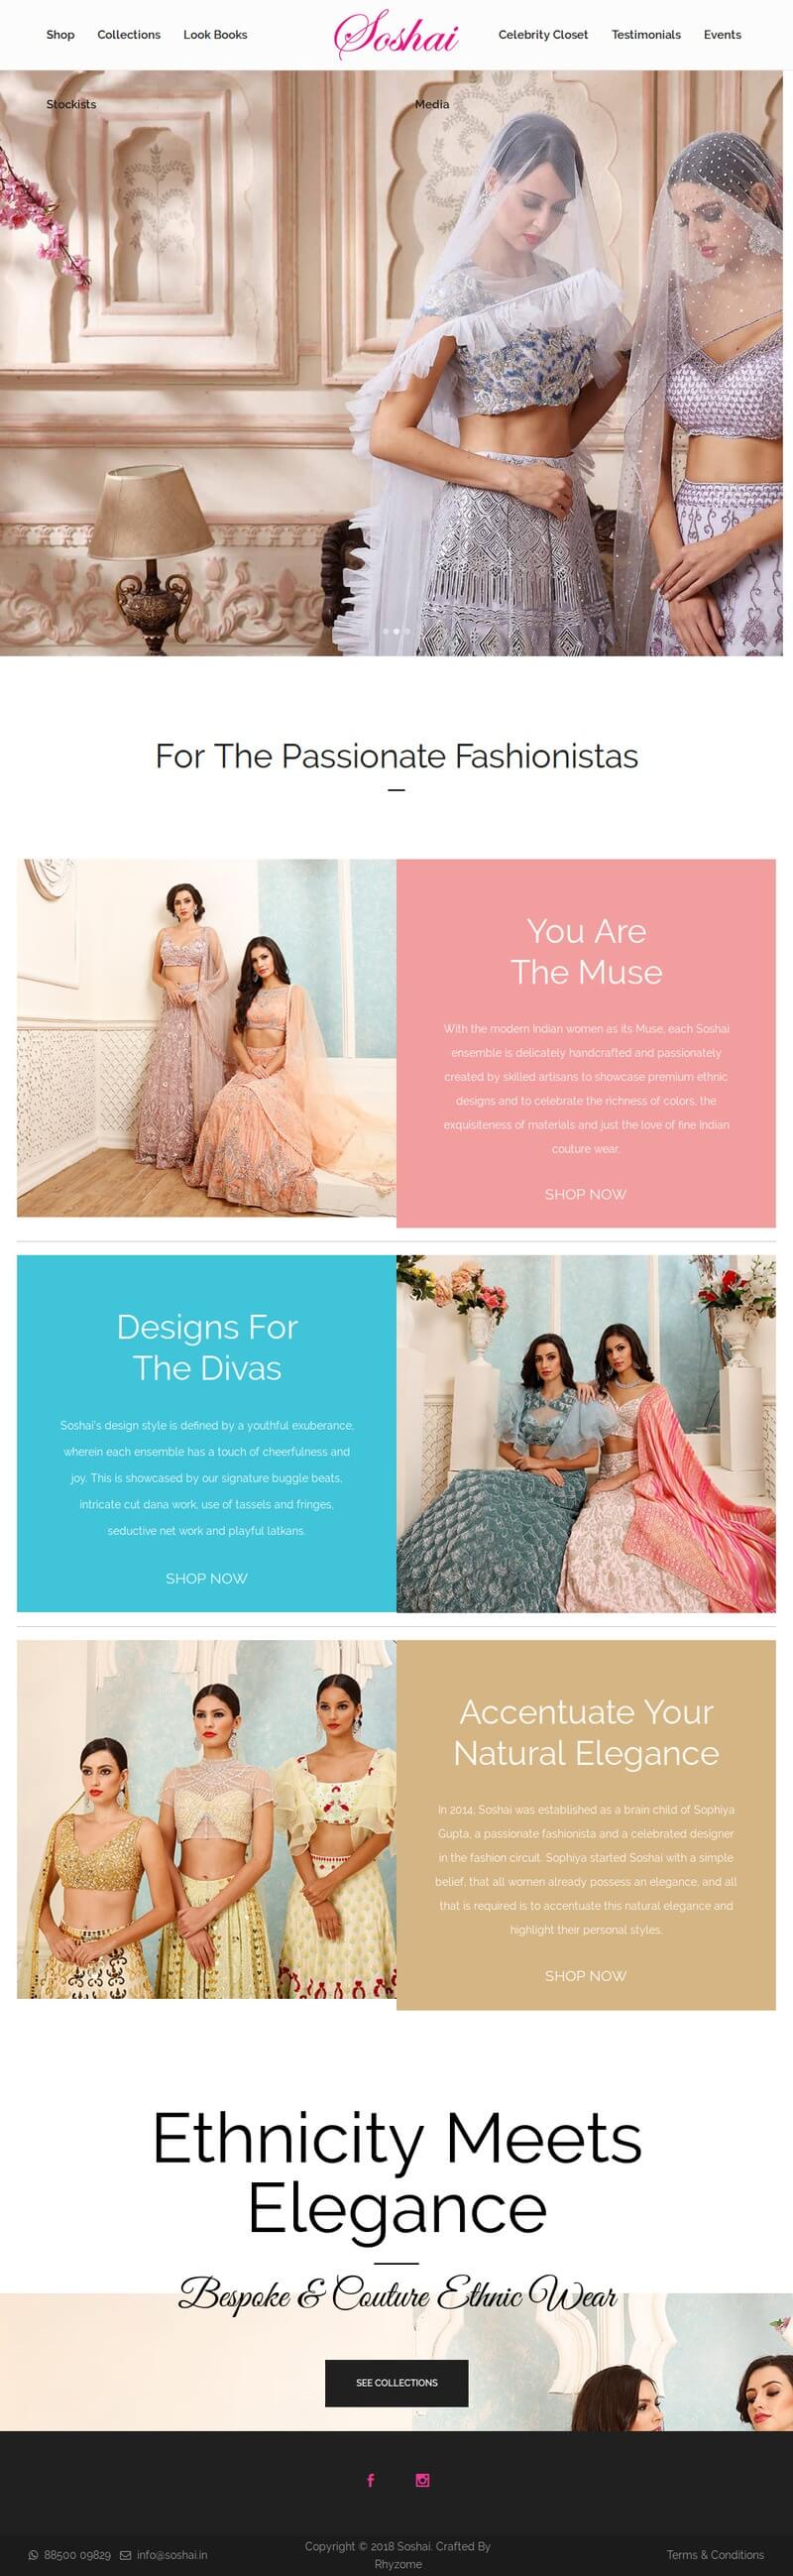 Shop Collections Look Books Soshai Celebrity Closet Testimonials Events
Stockists Media
For The Passionate Fashionistas
You Are
The Muse
With the modern Indian women as its Muse, each Soshai
ensemble is delicately handcrafted and passionately
created by skilled artisans to showcase premium ethnic
designs and to celebrate the richness of colors, the
exquisiteness of materials and just the love of fine Indian
couture wear.
SHOP NOW
Designs For
The Divas
Soshai's design style is defined by a youthful exuberance,
wherein each ensemble has a touch of cheerfulness and
joy. This is showcased by our signature buggle beats,
intricate cut dana work, use of tassels and fringes,
seductive net work and playful latkans.
SHOP NOW
Accentuate Your
Natural Elegance
In 2014, Soshai was established as a brain child of Sophiya
Gupta, a passionate fashionista and a celebrated designer
in the fashion circuit. Sophiya started Soshai with a simple
belief, that all women already possess an elegance, and all
that is required is to accentuate this natural elegance and
highlight their personal styles.
SHOP NOW
Ethnicity Meets
Elegance
Bespoke & Couture Ethnic Wear
SEE COLLECTIONS
88500 09829 info@soshai.in
Copyright © 2018 Soshai. Crafted By
Rhyzome
Terms & Conditions